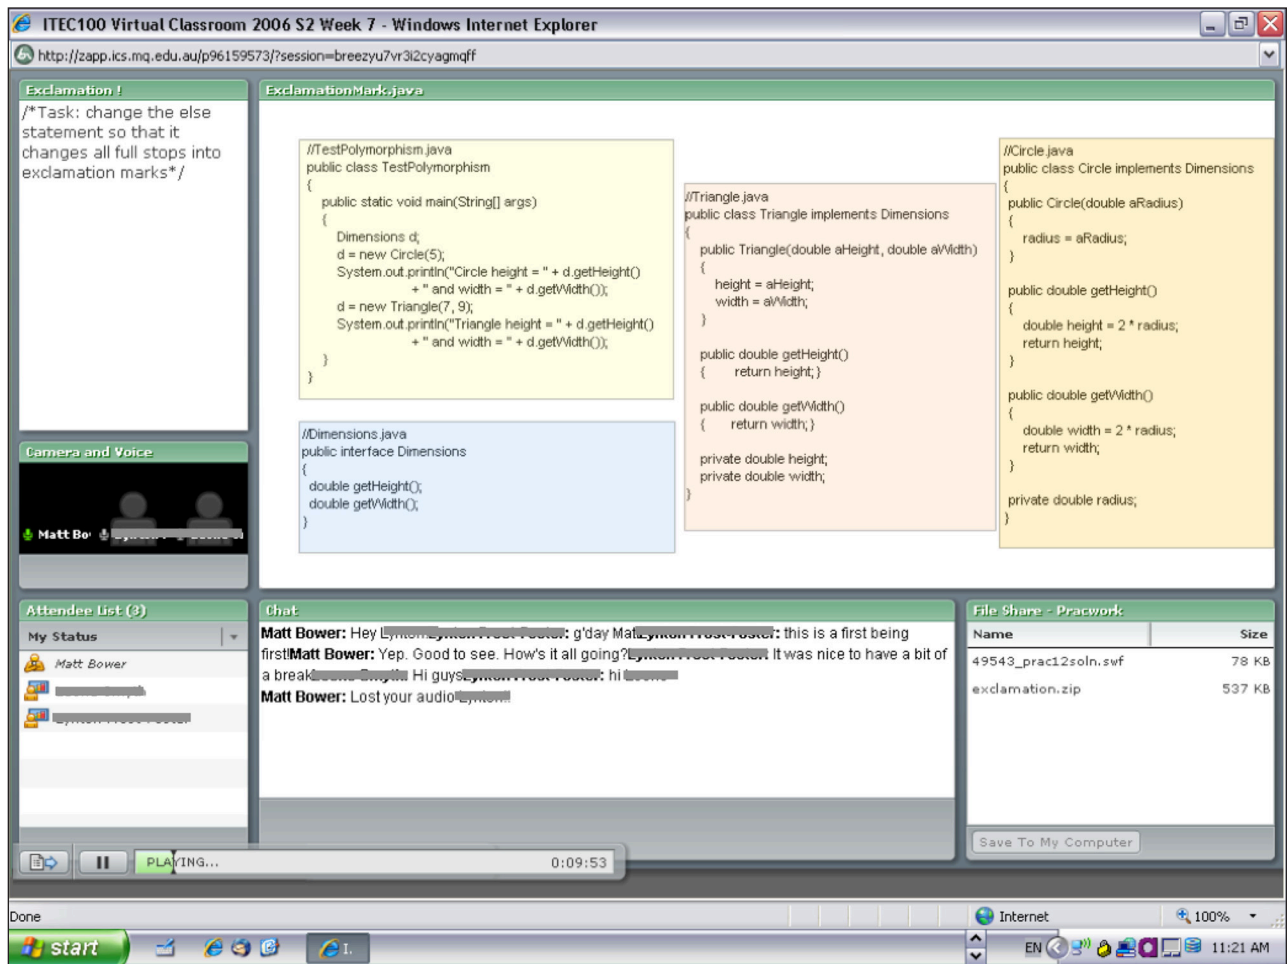 ITEC100 Virtual Classroom 2006 S2 Week 7 - Windows Internet Explorer
http://zapp.ics.mq.edu.au/p96159573/?session=breezyu7vr3i2cyagmqff
Exclamation !
/*Task: change the else
statement so that it
changes all full stops into
exclamation marks*/
ExclamationMark.java
//TestPolymorphism.java
public class TestPolymorphism
{
public static void main(String[] args)
{
Dimensions d;
d = new Circle(5);
System.out.println("Circle height = " + d.getHeight()
+ " and width = " + d.getWidth());
d = new Triangle(7, 9);
System.out.println("Triangle height = " + d.getHeight()
+ " and width = " + d.getWidth());
}
}
//Dimensions.java
public interface Dimensions
{
double getHeight();
double getWidth();
}
//Triangle.java
public class Triangle implements Dimensions
{
public Triangle(double aHeight, double aWidth)
{
height = aHeight;
width = aWidth;
}
public double getHeight()
{ return height; }
public double getWidth()
{ return width; }
private double height;
private double width;
}
//Circle.java
public class Circle implements Dimensions
{
public Circle(double aRadius)
{
radius = aRadius;
}
public double getHeight()
{
double height = 2 * radius;
return height;
}
public double getWidth()
{
double width = 2 * radius;
return width;
}
private double radius;
}
Camera and Voice
Matt Bo
Attendee List (3)
My Status
Matt Bower
Chat
Matt Bower: Hey g'day Mat this is a first being
first!Matt Bower: Yep. Good to see. How's it all going? It was nice to have a bit of
a break Hi guys hi
Matt Bower: Lost your audio
File Share - Pracwork
Name Size
49543_prac12soln.swf 78 KB
exclamation.zip 537 KB
Save To My Computer
PLAYING... 0:09:53
Done Internet 100%
start I. EN 11:21 AM